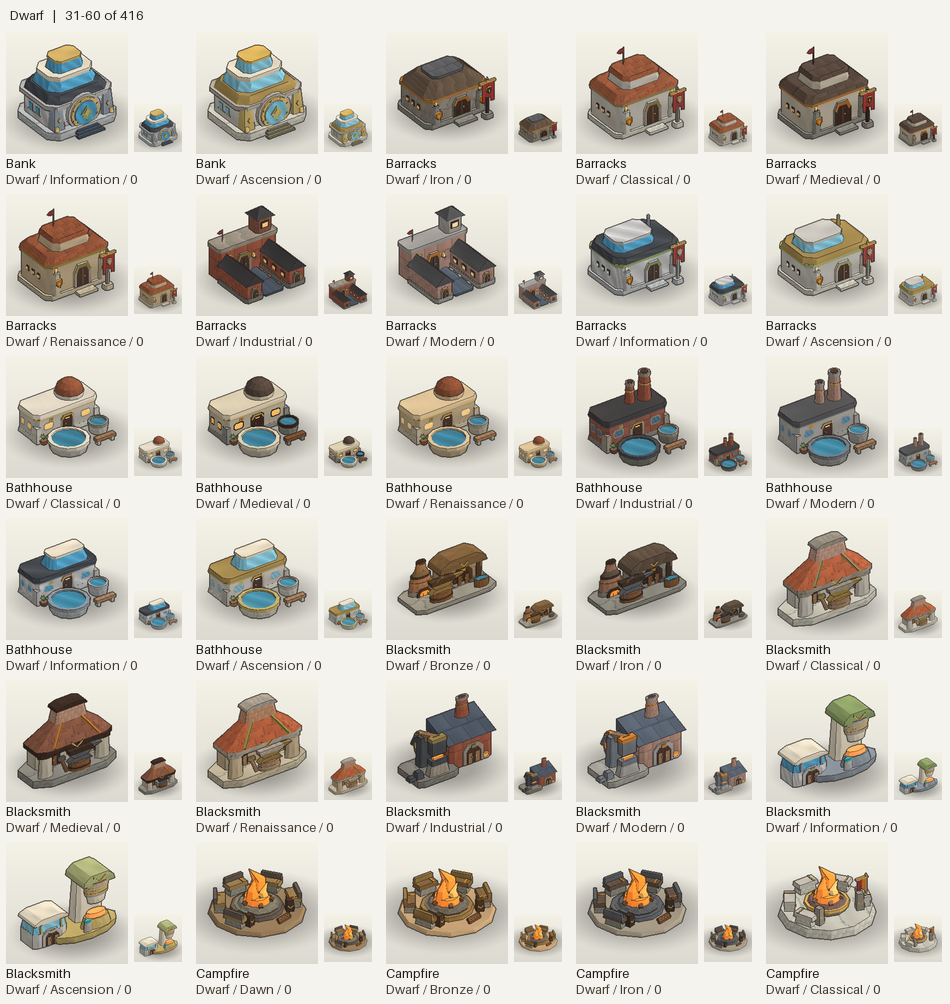 Dwarf | 31-60 of 416
Bank
Dwarf / Information / 0
Bank
Dwarf / Ascension / 0
Barracks
Dwarf / Iron / 0
Barracks
Dwarf / Classical / 0
Barracks
Dwarf / Medieval / 0
Barracks
Dwarf / Renaissance / 0
Barracks
Dwarf / Industrial / 0
Barracks
Dwarf / Modern / 0
Barracks
Dwarf / Information / 0
Barracks
Dwarf / Ascension / 0
Bathhouse
Dwarf / Classical / 0
Bathhouse
Dwarf / Medieval / 0
Bathhouse
Dwarf / Renaissance / 0
Bathhouse
Dwarf / Industrial / 0
Bathhouse
Dwarf / Modern / 0
Bathhouse
Dwarf / Information / 0
Bathhouse
Dwarf / Ascension / 0
Blacksmith
Dwarf / Bronze / 0
Blacksmith
Dwarf / Iron / 0
Blacksmith
Dwarf / Classical / 0
Blacksmith
Dwarf / Medieval / 0
Blacksmith
Dwarf / Renaissance / 0
Blacksmith
Dwarf / Industrial / 0
Blacksmith
Dwarf / Modern / 0
Blacksmith
Dwarf / Information / 0
Blacksmith
Dwarf / Ascension / 0
Campfire
Dwarf / Dawn / 0
Campfire
Dwarf / Bronze / 0
Campfire
Dwarf / Iron / 0
Campfire
Dwarf / Classical / 0